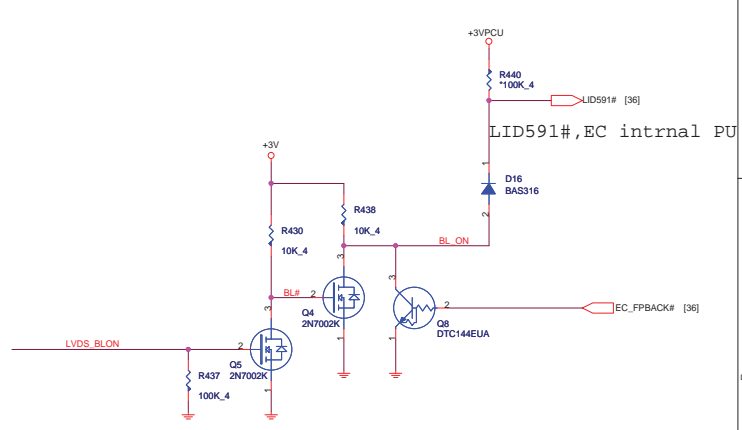 +3VPCU
R440
*100K_4
LID591# [36]
LID591#,EC intrnal PU
+3V
1
D16
BAS316
2
R438
10K_4
R430
10K_4
BL_ON
3
3
BL#
2
Q4
2N7002K
1
2
EC_FPBACK# [36]
Q8
DTC144EUA
1
3
LVDS_BLON
2
Q5
2N7002K
1
R437
100K_4